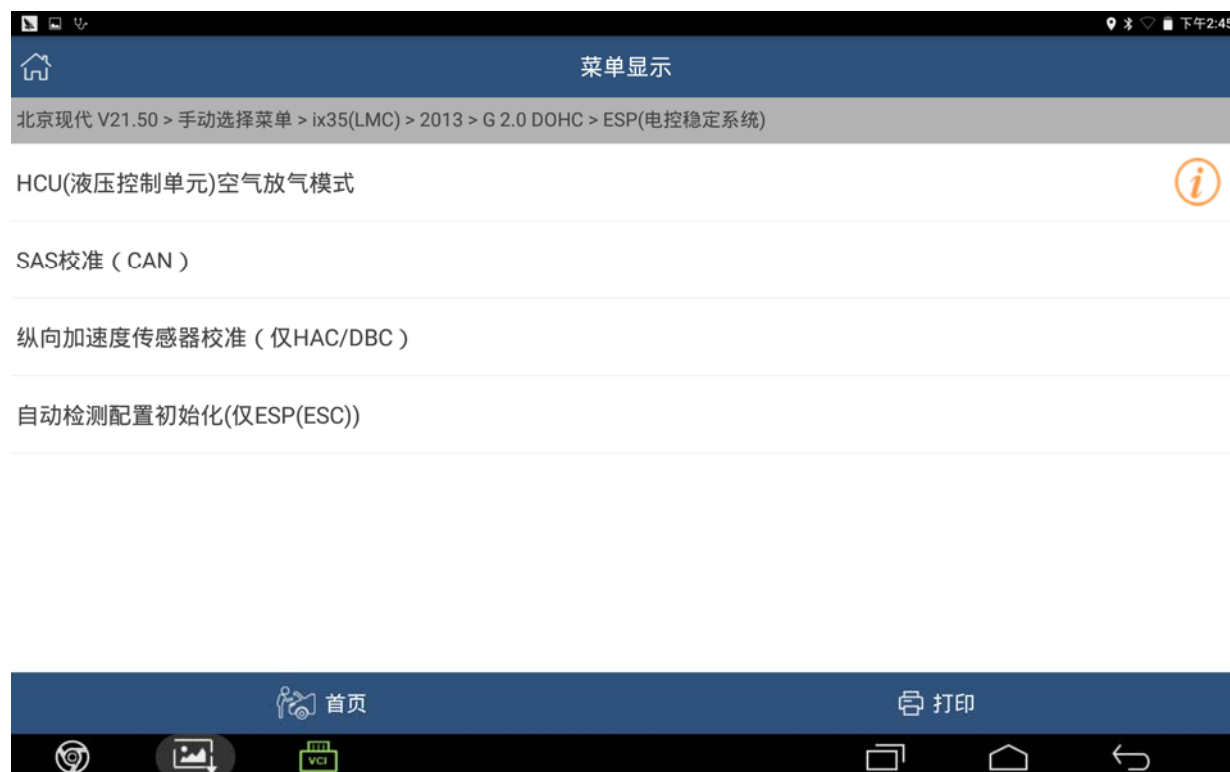 下午2:45
菜单显示
北京现代 V21.50 > 手动选择菜单 > ix35(LMC) > 2013 > G 2.0 DOHC > ESP(电控稳定系统)
HCU(液压控制单元)空气放气模式
i
SAS校准（CAN）
纵向加速度传感器校准（仅HAC/DBC）
自动检测配置初始化(仅ESP(ESC))
首页
打印
VCI